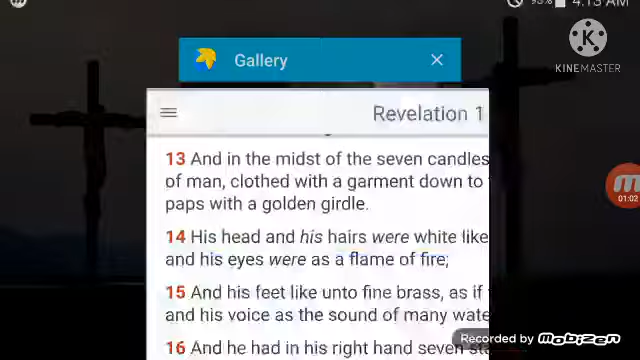 93% 4:13 AM
KINEMASTER
Gallery
Revelation 1
13 And in the midst of the seven candles
of man, clothed with a garment down to
paps with a golden girdle.
14 His head and his hairs were white like
and his eyes were as a flame of fire;
15 And his feet like unto fine brass, as if
and his voice as the sound of many wate
16 And he had in his right hand seven
01:02
Recorded by MOBIZEN